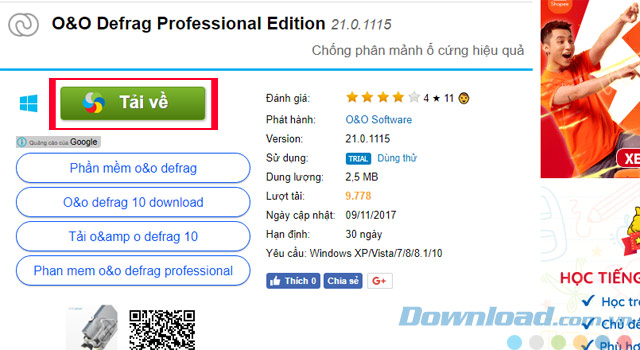 O&O Defrag Professional Edition 21.0.1115
Chống phân mảnh ổ cứng hiệu quả
Tải về
Quảng cáo của Google
Phần mềm o&o defrag
O&o defrag 10 download
Tải o&amp o defrag 10
Phan mem o&o defrag professional
Đánh giá: 4 ★ 11
Phát hành: O&O Software
Version: 21.0.1115
Sử dụng: TRIAL Dùng thử
Dung lượng: 2,5 MB
Lượt tải: 9.778
Ngày cập nhật: 09/11/2017
Hạn định: 30 ngày
Yêu cầu: Windows XP/Vista/7/8/8.1/10
Thích 0 Chia sẻ G+
Shopee
XE
HỌC TIẾNG
Học trø
Chủ đề
Phù hợ
Download.com.vn